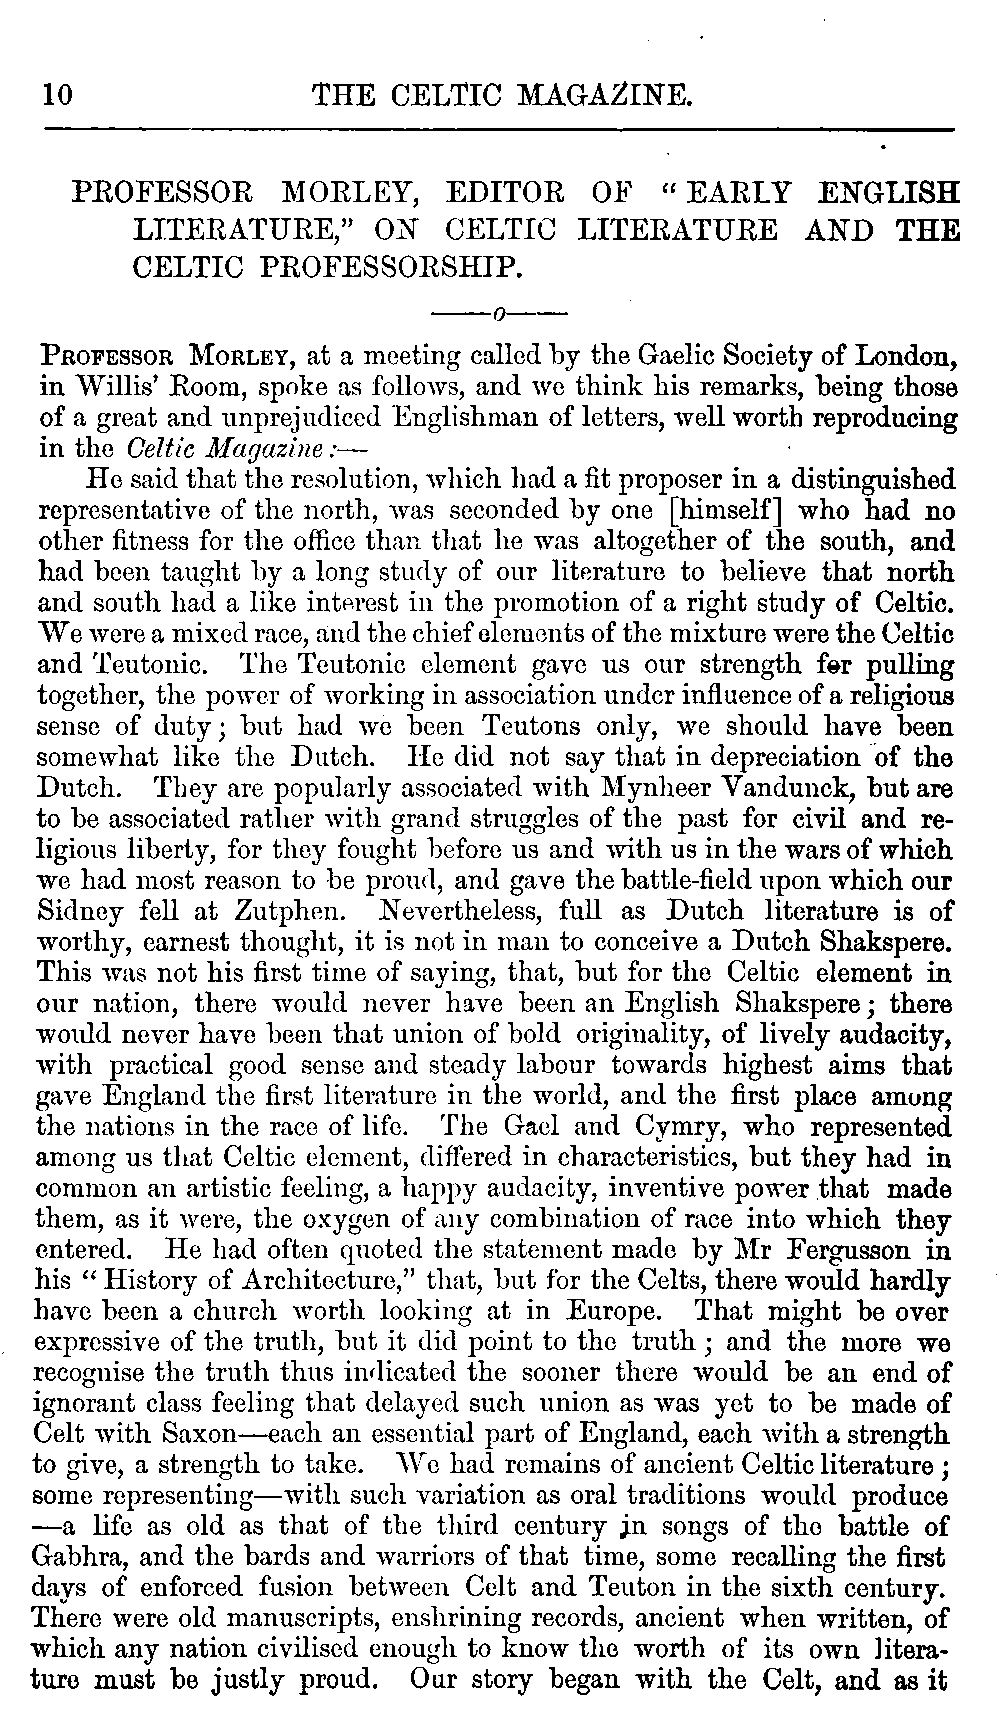 10 THE CELTIC MAGAZINE.
PROFESSOR MORLEY, EDITOR OF “ EARLY ENGLISH
LITERATURE,” ON CELTIC LITERATURE AND THE
CELTIC PROFESSORSHIP.
——o——
PROFESSOR MORLEY, at a meeting called by the Gaelic Society of London,
in Willis’ Room, spoke as follows, and we think his remarks, being those
of a great and unprejudiced Englishman of letters, well worth reproducing
in the Celtic Magazine :—
He said that the resolution, which had a fit proposer in a distinguished
representative of the north, was seconded by one [himself] who had no
other fitness for the office than that he was altogether of the south, and
had been taught by a long study of our literature to believe that north
and south had a like interest in the promotion of a right study of Celtic.
We were a mixed race, and the chief elements of the mixture were the Celtic
and Teutonic. The Teutonic element gave us our strength for pulling
together, the power of working in association under influence of a religious
sense of duty ; but had we been Teutons only, we should have been
somewhat like the Dutch. He did not say that in depreciation of the
Dutch. They are popularly associated with Mynheer Vandunck, but are
to be associated rather with grand struggles of the past for civil and re-
ligious liberty, for they fought before us and with us in the wars of which
we had most reason to be proud, and gave the battle-field upon which our
Sidney fell at Zutphen. Nevertheless, full as Dutch literature is of
worthy, earnest thought, it is not in man to conceive a Dutch Shakspere.
This was not his first time of saying, that, but for the Celtic element in
our nation, there would never have been an English Shakspere ; there
would never have been that union of bold originality, of lively audacity,
with practical good sense and steady labour towards highest aims that
gave England the first literature in the world, and the first place among
the nations in the race of life. The Gael and Cymry, who represented
among us that Celtic element, differed in characteristics, but they had in
common an artistic feeling, a happy audacity, inventive power that made
them, as it were, the oxygen of any combination of race into which they
entered. He had often quoted the statement made by Mr Fergusson in
his “ History of Architecture,” that, but for the Celts, there would hardly
have been a church worth looking at in Europe. That might be over
expressive of the truth, but it did point to the truth ; and the more we
recognise the truth thus indicated the sooner there would be an end of
ignorant class feeling that delayed such union as was yet to be made of
Celt with Saxon—each an essential part of England, each with a strength
to give, a strength to take. We had remains of ancient Celtic literature ;
some representing—with such variation as oral traditions would produce
—a life as old as that of the third century in songs of the battle of
Gabhra, and the bards and warriors of that time, some recalling the first
days of enforced fusion between Celt and Teuton in the sixth century.
There were old manuscripts, enshrining records, ancient when written, of
which any nation civilised enough to know the worth of its own litera-
ture must be justly proud. Our story began with the Celt, and as it